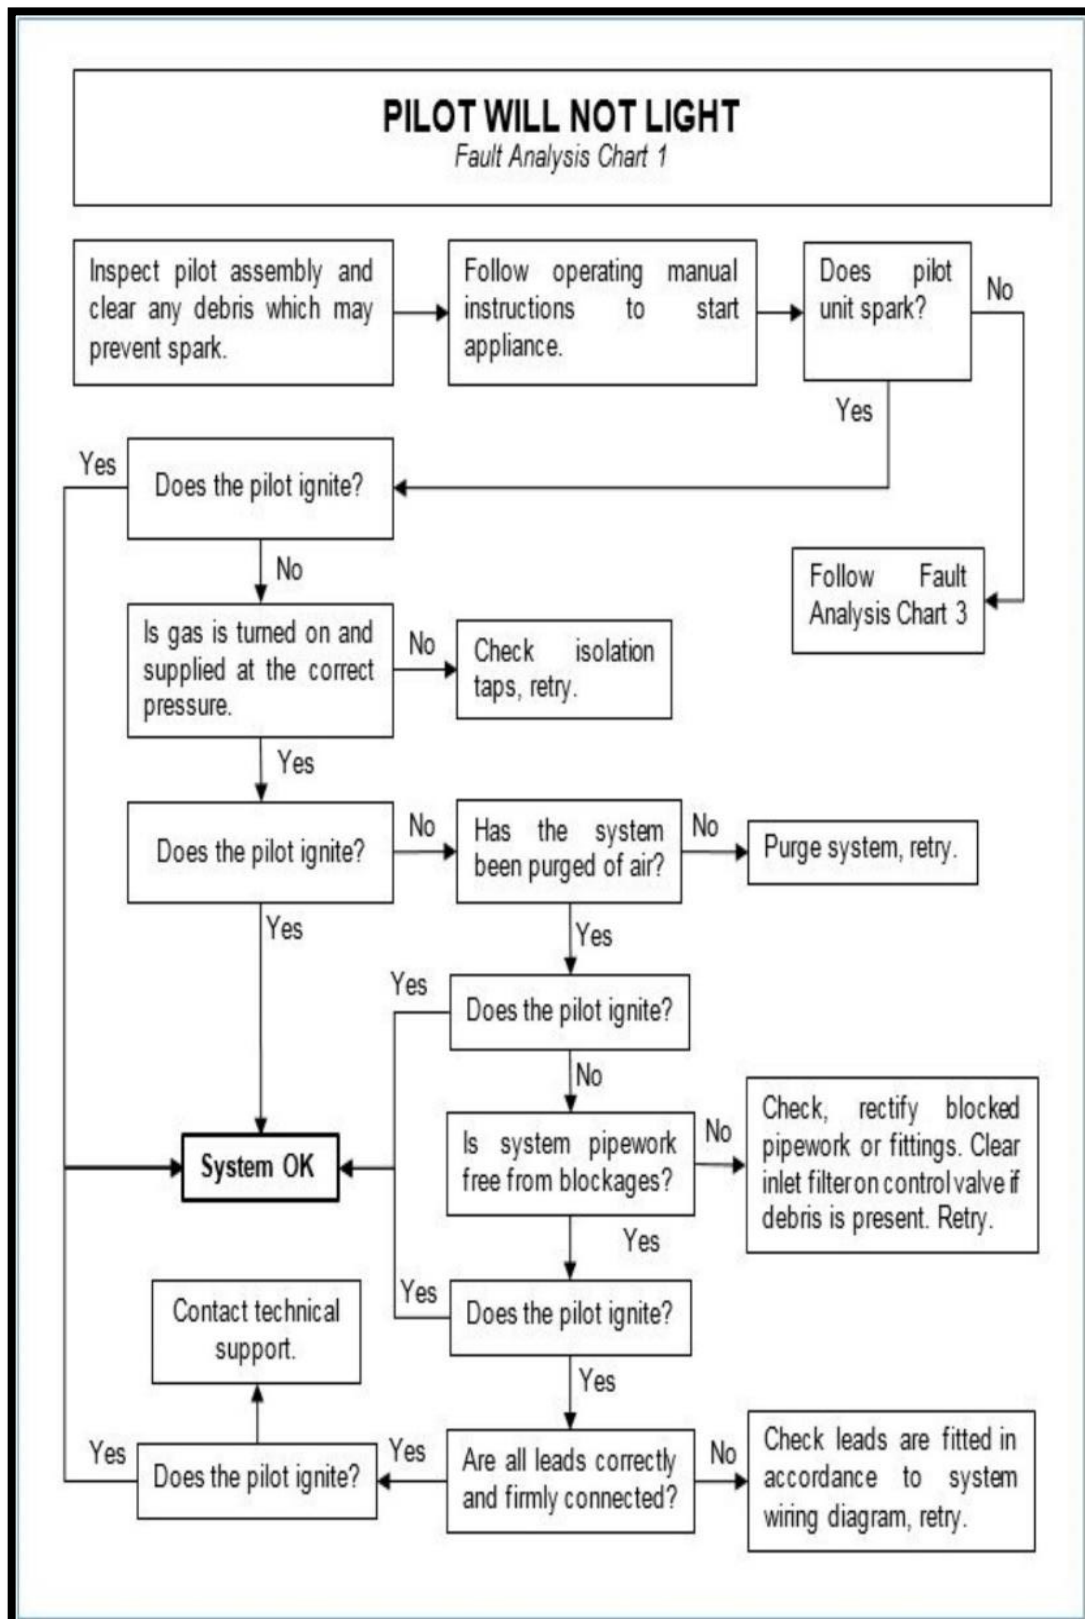 PILOT WILL NOT LIGHT
Fault Analysis Chart 1
Inspect pilot assembly and
clear any debris which may
prevent spark.
Follow operating manual
instructions to start
appliance.
Does pilot
unit spark?
No
Yes
Yes
Does the pilot ignite?
No
Follow Fault
Analysis Chart 3
Is gas is turned on and
supplied at the correct
pressure.
No
Check isolation
taps, retry.
Yes
Does the pilot ignite?
No
Has the system
been purged of air?
No
Purge system, retry.
Yes
Yes
Yes
Does the pilot ignite?
No
System OK
Is system pipework
free from blockages?
No
Check, rectify blocked
pipework or fittings. Clear
inlet filter on control valve if
debris is present. Retry.
Yes
Yes
Does the pilot ignite?
Contact technical
support.
Yes
Yes
Does the pilot ignite?
Yes
Are all leads correctly
and firmly connected?
No
Check leads are fitted in
accordance to system
wiring diagram, retry.